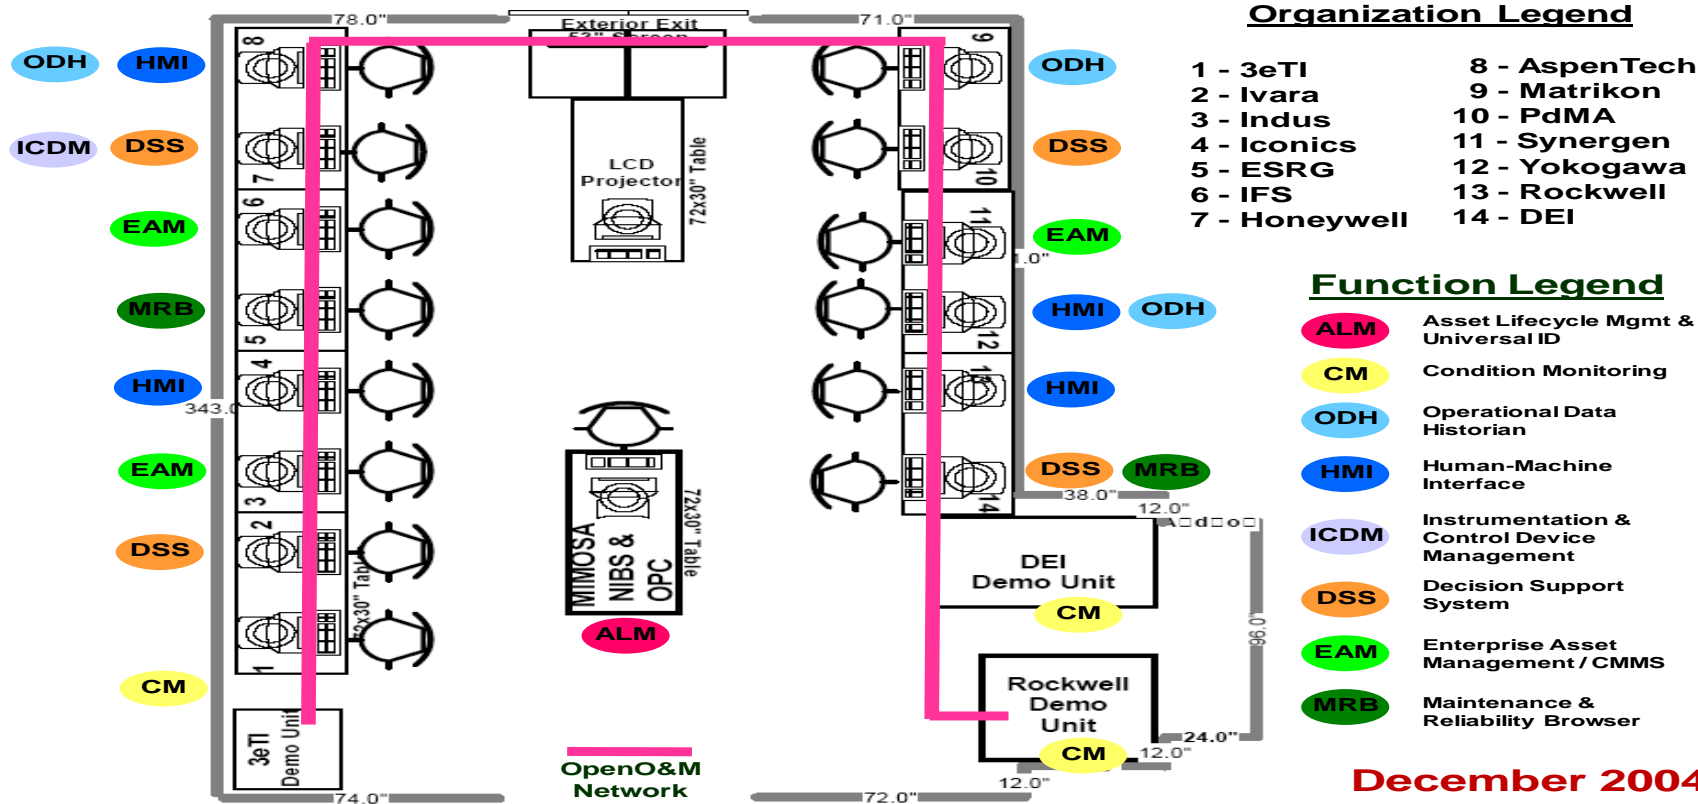 78.0"
Exterior Exit
53" Screen
71.0"
ODH
HMI
8
9
ODH
ICDM
DSS
7
LCD
Projector
72x30" Table
10
DSS
EAM
6
11
EAM
1.0"
MRB
5
12
HMI
ODH
HMI
4
343.0
HMI
EAM
3
MIMOSA
NIBS &
OPC
72x30" Table
ALM
14
DSS
MRB
38.0"
12.0"
DSS
2
72x30" Table
1
CM
3eTI
Demo Unit
DEI
Demo Unit
CM
96.0"
Rockwell
Demo
Unit
CM
24.0"
12.0"
12.0"
74.0"
72.0"
OpenO&M
Network
Organization Legend
1 - 3eTI
2 - Ivara
3 - Indus
4 - Iconics
5 - ESRG
6 - IFS
7 - Honeywell
8 - AspenTech
9 - Matrikon
10 - PdMA
11 - Synergen
12 - Yokogawa
13 - Rockwell
14 - DEI
Function Legend
ALM
Asset Lifecycle Mgmt &
Universal ID
CM
Condition Monitoring
ODH
Operational Data
Historian
HMI
Human-Machine
Interface
ICDM
Instrumentation &
Control Device
Management
DSS
Decision Support
System
EAM
Enterprise Asset
Management / CMMS
MRB
Maintenance &
Reliability Browser
December 2004